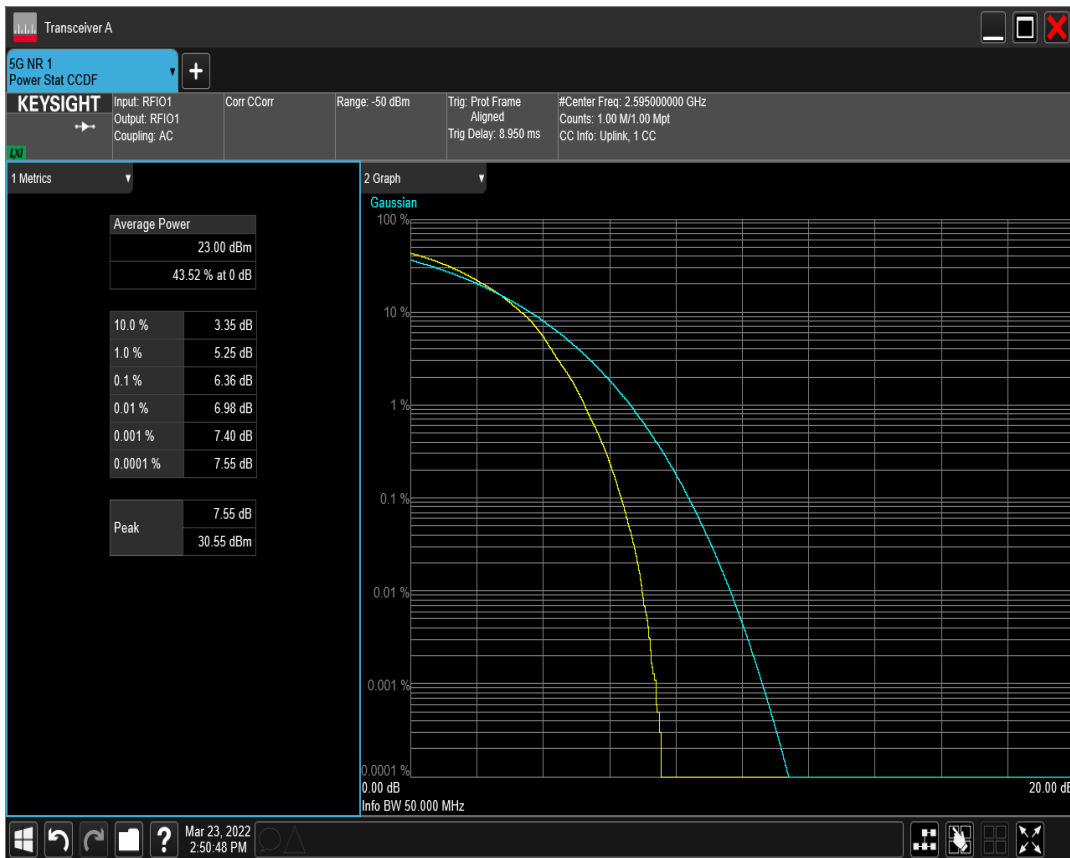 Transceiver A
5G NR 1
Power Stat CCDF
KEYSIGHT
LXI
Input: RFIO1
Output: RFIO1
Coupling: AC
Corr CCorr
Range: -50 dBm
Trig: Prot Frame
Aligned
Trig Delay: 8.950 ms
#Center Freq: 2.595000000 GHz
Counts: 1.00 M/1.00 Mpt
CC Info: Uplink, 1 CC
1 Metrics
Average Power
23.00 dBm
43.52 % at 0 dB
10.0 % 3.35 dB
1.0 % 5.25 dB
0.1 % 6.36 dB
0.01 % 6.98 dB
0.001 % 7.40 dB
0.0001 % 7.55 dB
Peak 7.55 dB
30.55 dBm
2 Graph
Gaussian
100 %
10 %
1 %
0.1 %
0.01 %
0.001 %
0.0001 %
0.00 dB 20.00 dB
Info BW 50.000 MHz
Mar 23, 2022
2:50:48 PM